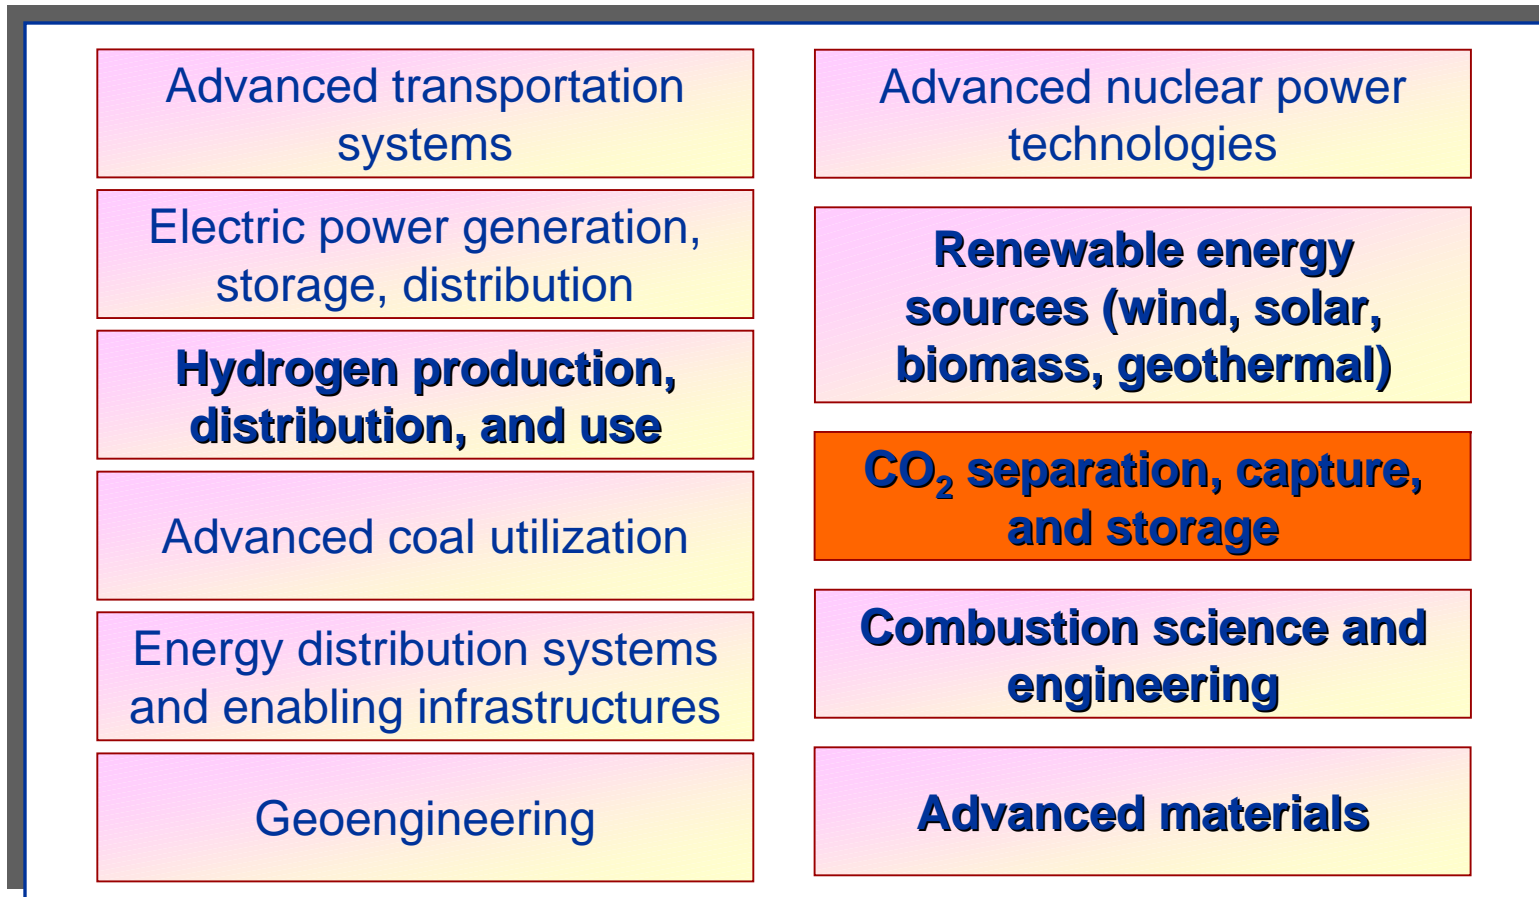 Advanced transportation
systems
Electric power generation,
storage, distribution
Hydrogen production,
distribution, and use
Advanced coal utilization
Energy distribution systems
and enabling infrastructures
Geoengineering
Advanced nuclear power
technologies
Renewable energy
sources (wind, solar,
biomass, geothermal)
CO₂ separation, capture,
and storage
Combustion science and
engineering
Advanced materials